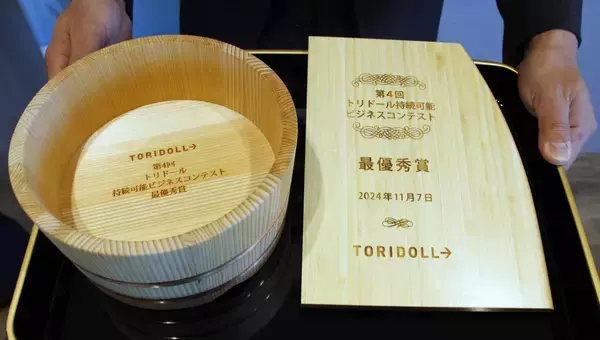 TORIDOLL→
第4回
トリドール
持続可能ビジネスコンテスト
最優秀賞
第4回
トリドール持続可能
ビジネスコンテスト
最優秀賞
2024年11月7日
TORIDOLL→